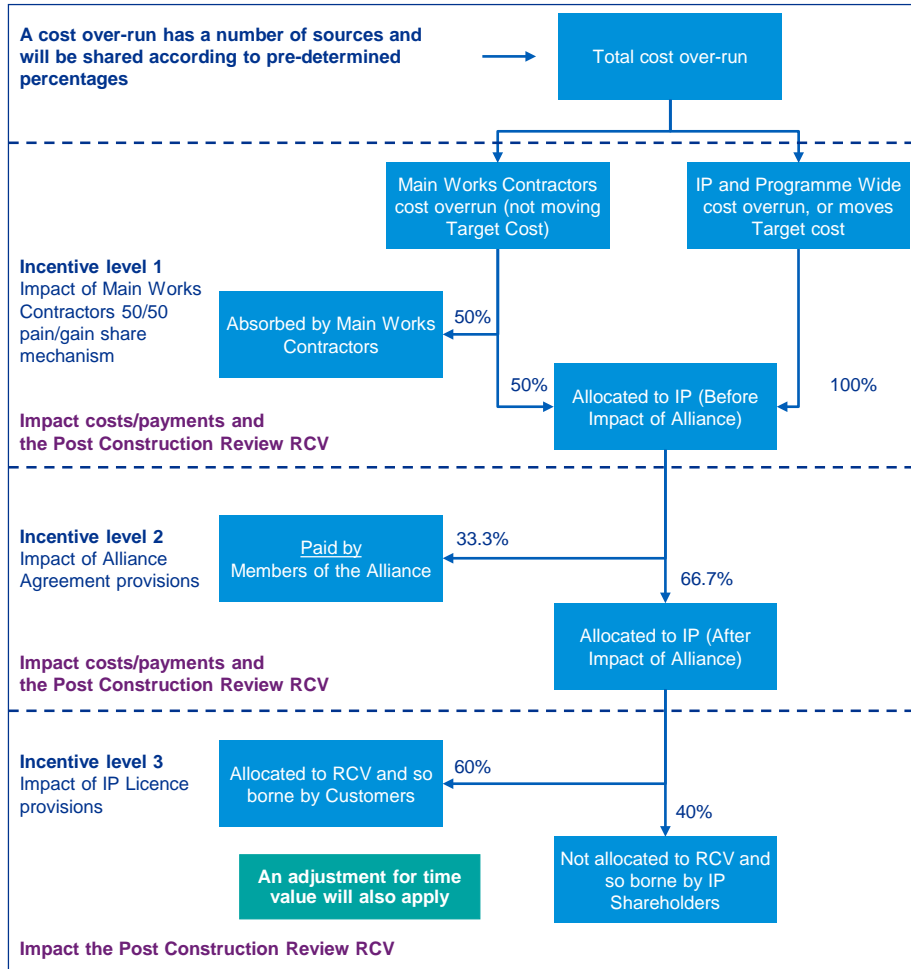 A cost over-run has a number of sources and
will be shared according to pre-determined
percentages
Total cost over-run
Main Works Contractors
cost overrun (not moving
Target Cost)
IP and Programme Wide
cost overrun, or moves
Target cost
Incentive level 1
Impact of Main Works
Contractors 50/50
pain/gain share
mechanism
Absorbed by Main Works
Contractors
50%
50%
Allocated to IP (Before
Impact of Alliance)
100%
Impact costs/payments and
the Post Construction Review RCV
Incentive level 2
Impact of Alliance
Agreement provisions
Paid by
Members of the Alliance
33.3%
66.7%
Allocated to IP (After
Impact of Alliance)
Impact costs/payments and
the Post Construction Review RCV
Incentive level 3
Impact of IP Licence
provisions
Allocated to RCV and so
borne by Customers
60%
40%
Not allocated to RCV and
so borne by IP
Shareholders
An adjustment for time
value will also apply
Impact the Post Construction Review RCV